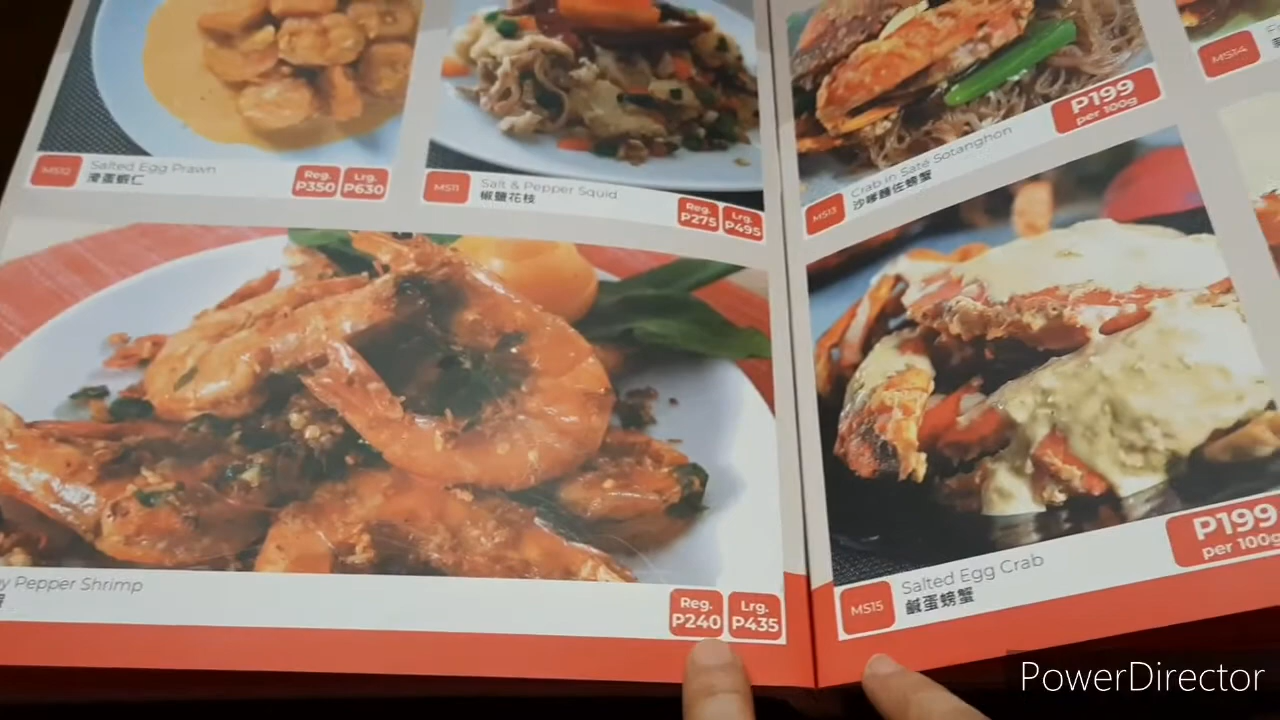 MS12
Salted Egg Prawn
滑蛋蝦仁
Reg.
P350
Lrg.
P630
MS11
Salt & Pepper Squid
椒鹽花枝
Reg.
P275
Lrg.
P495
P199
per 100g
MS13
Crab in Saté Sotanghon
沙嗲麵佐螃蟹
MS14
Pepper Shrimp
Reg.
P240
Lrg.
P435
P199
per 100g
MS15
Salted Egg Crab
鹹蛋螃蟹
PowerDirector